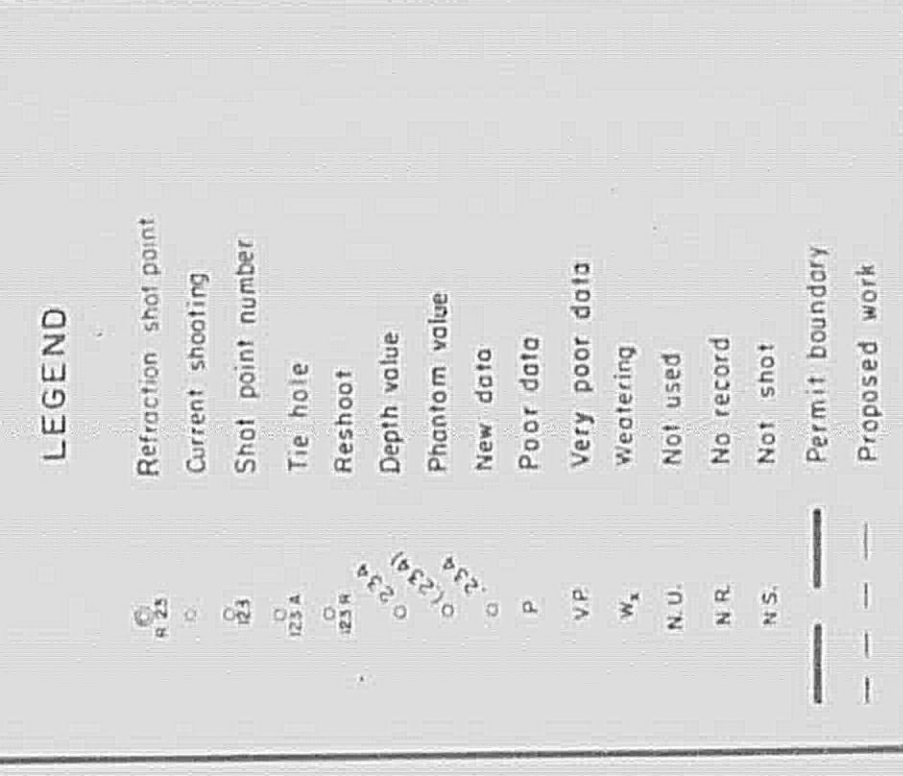 LEGEND
R 23 Refraction shot point
Current shooting
123 Shot point number
123 A Tie hole
123 R Reshoot
234 Depth value
(234) Phantom value
234 New data
P Poor data
V.P. Very poor data
Wx Weatering
N.U. Not used
N R. No record
N S. Not shot
Permit boundary
Proposed work